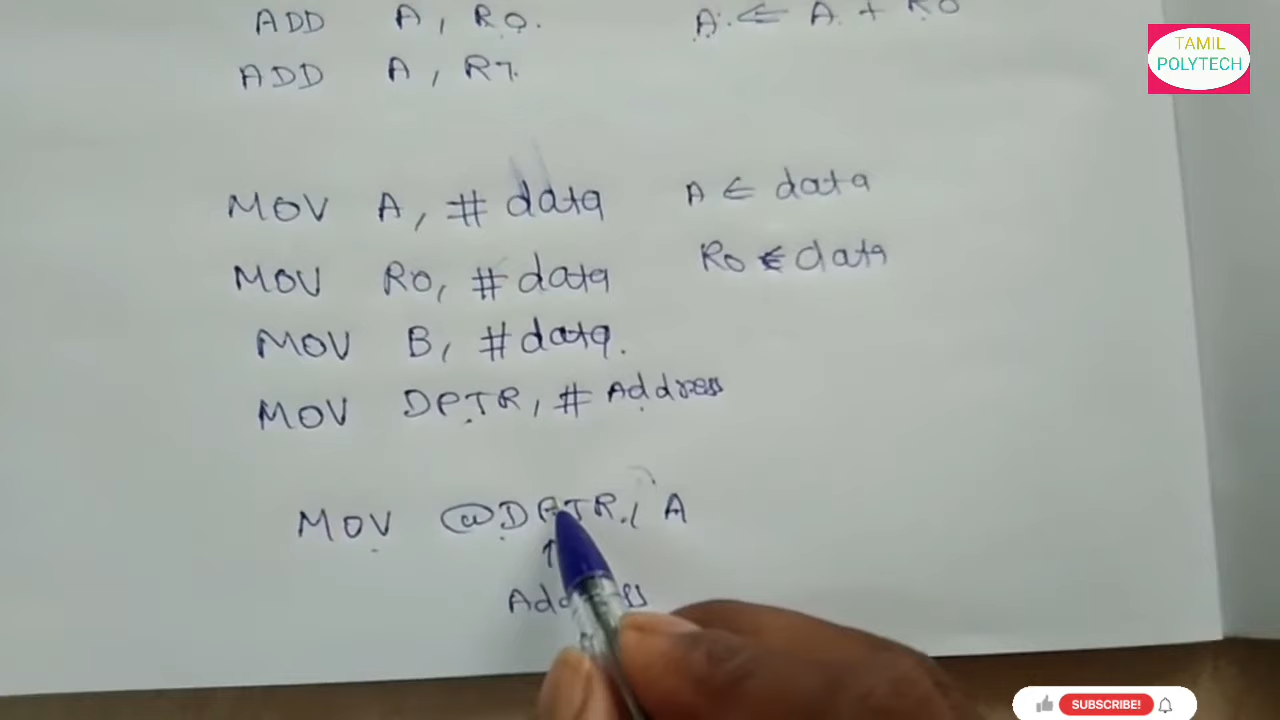 ADD A, R0. A. ⇐ A + R0
ADD A, R7.
TAMIL
POLYTECH
MOV A, # data A ⇐ data
MOV R0, # data R0 ⇐ data
MOV B, # data.
MOV DPTR, # Address
MOV @DPTR, A
↑
SUBSCRIBE!